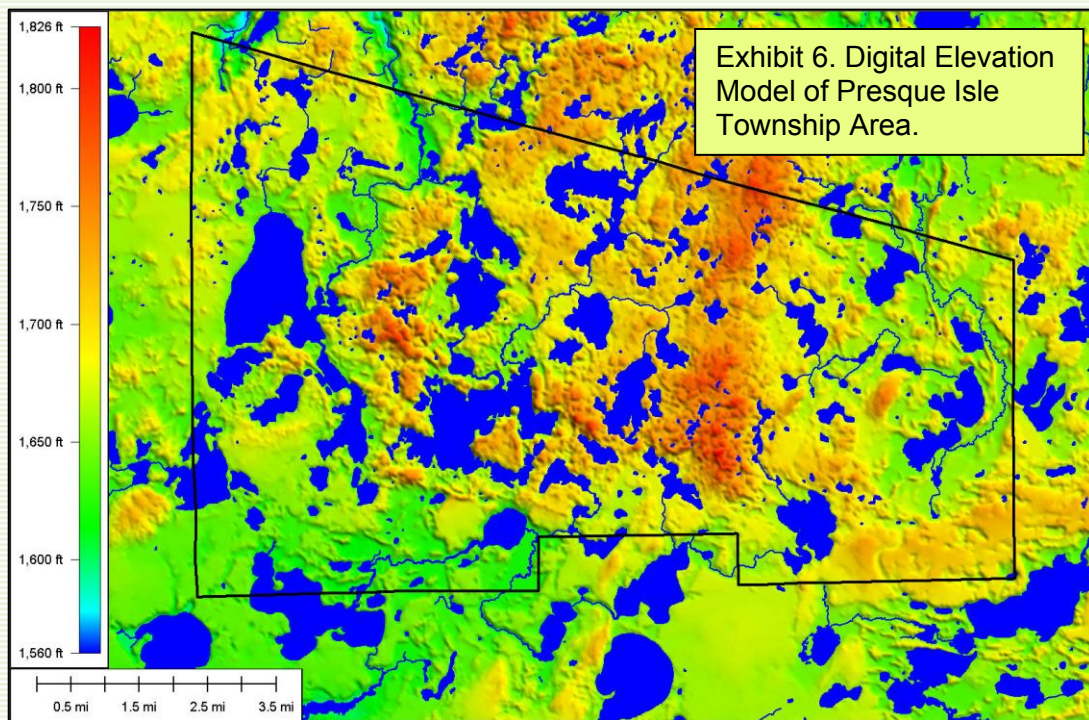 1,826 ft
1,800 ft
1,750 ft
1,700 ft
1,650 ft
1,600 ft
1,560 ft
Exhibit 6. Digital Elevation
Model of Presque Isle
Township Area.
0.5 mi 1.5 mi 2.5 mi 3.5 mi